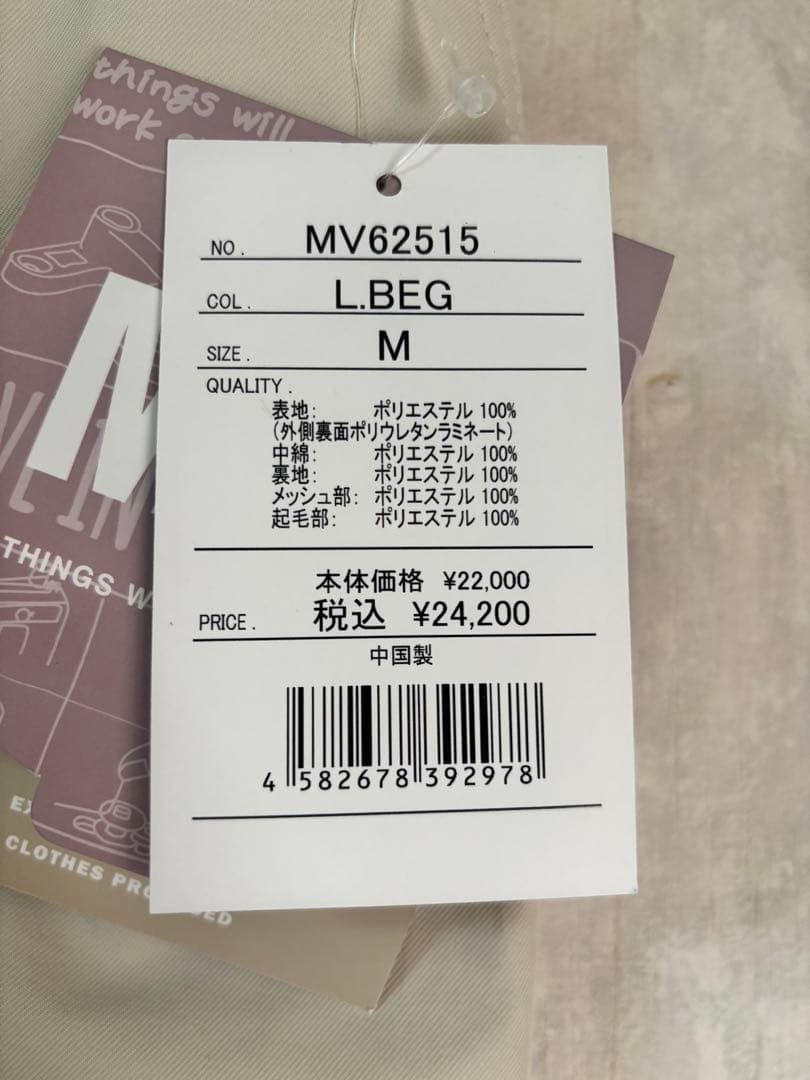 things will
work
NO. MV62515
COL. L.BEG
SIZE. M
QUALITY.
表地: ポリエステル 100%
(外側裏面ポリウレタンラミネート)
中綿: ポリエステル 100%
裏地: ポリエステル 100%
メッシュ部: ポリエステル 100%
起毛部: ポリエステル 100%
本体価格 ¥22,000
PRICE. 税込 ¥24,200
中国製
4 582678 392978
THINGS
CLOTHES